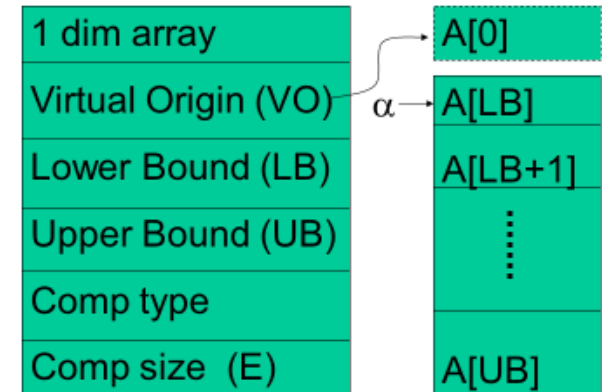 1 dim array
Virtual Origin (VO)
Lower Bound (LB)
Upper Bound (UB)
Comp type
Comp size (E)
A[0]
α
A[LB]
A[LB+1]
A[UB]